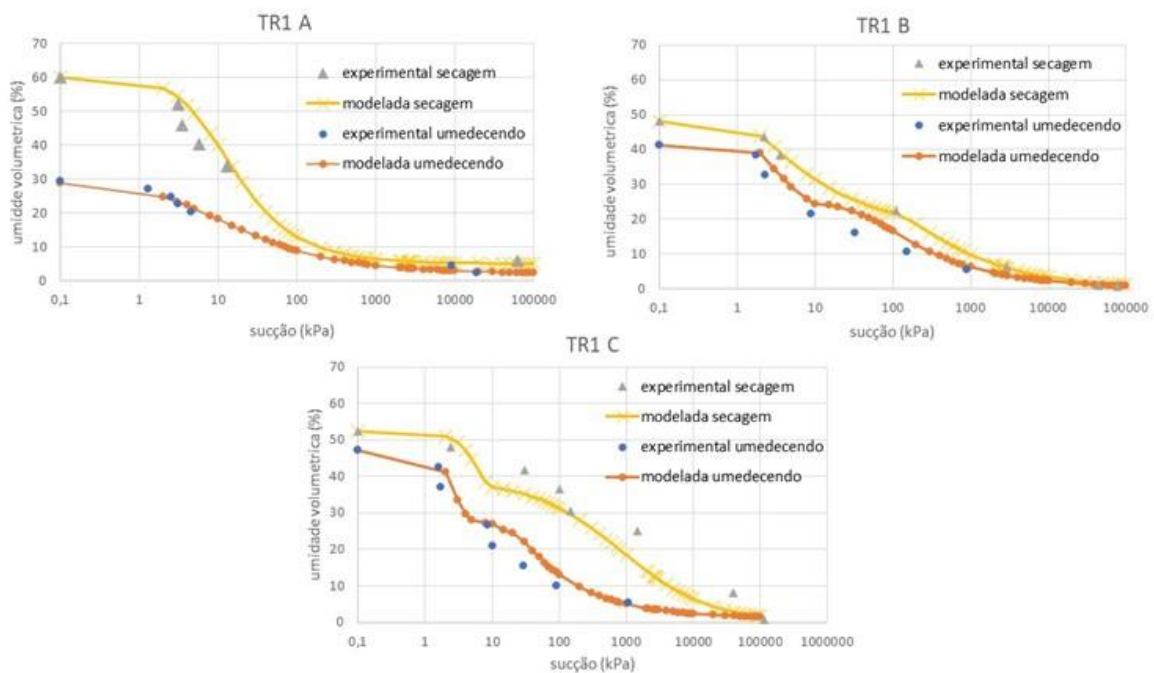 TR1 A
70
60
50
40
30
20
10
0
umidde volumetrica (%)
experimental secagem
modelada secagem
experimental umedecendo
modelada umedecendo
0,1 1 10 100 1000 10000 100000
sucção (kPa)
TR1 B
70
60
50
40
30
20
10
0
umidade volumetrica (%)
experimental secagem
modelada secagem
experimental umedecendo
modelada umedecendo
0,1 1 10 100 1000 10000 100000
sucção (kPa)
TR1 C
70
60
50
40
30
20
10
0
umidade volumetrica (%)
experimental secagem
modelada secagem
experimental umedecendo
modelada umedecendo
0,1 1 10 100 1000 10000 100000 1000000
sucção (kPa)